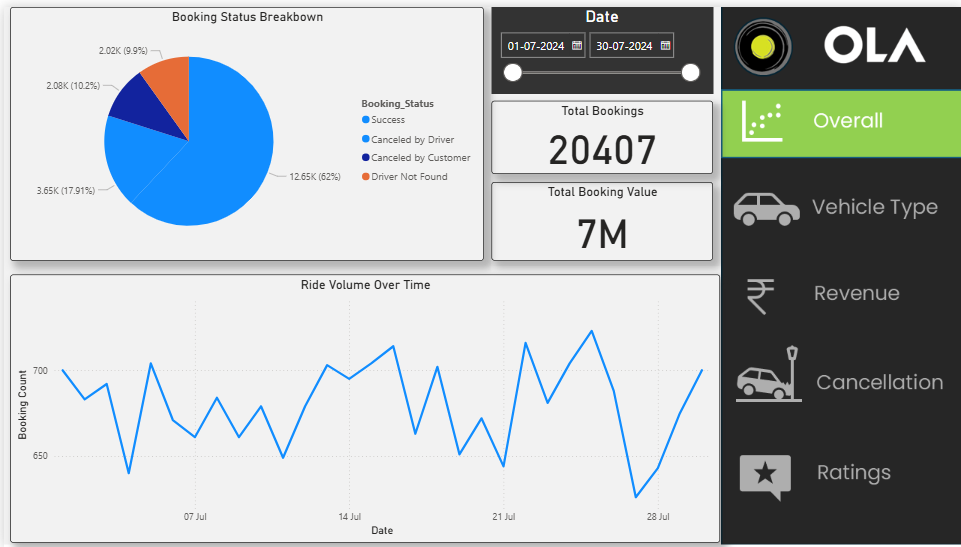 Booking Status Breakbown
2.02K (9.9%)
2.08K (10.2%)
3.65K (17.91%)
12.65K (62%)
Booking_Status
Success
Canceled by Driver
Canceled by Customer
Driver Not Found
Date
01-07-2024 30-07-2024
Total Bookings
20407
Total Booking Value
7M
Ride Volume Over Time
Booking Count
700
650
07 Jul 14 Jul 21 Jul 28 Jul
Date
OLA
Overall
Vehicle Type
₹ Revenue
Cancellation
Ratings